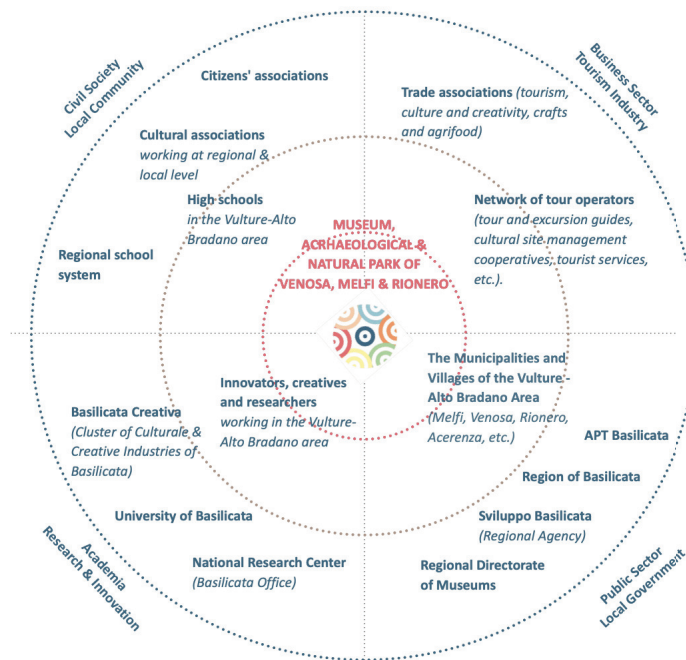 Civil Society
Local Community
Citizens' associations
Business Sector
Tourism Industry
Trade associations (tourism,
culture and creativity, crafts
and agrifood)
Cultural associations
working at regional &
local level
High schools
in the Vulture-Alto
Bradano area
Regional school
system
Network of tour operators
(tour and excursion guides,
cultural site management
cooperatives, tourist services,
etc.).
MUSEUM,
ACRHAEOLOGICAL &
NATURAL PARK OF
VENOSA, MELFI & RIONERO
Innovators, creatives
and researchers
working in the Vulture-
Alto Bradano area
The Municipalities and
Villages of the Vulture -
Alto Bradano Area
(Melfi, Venosa, Rionero,
Acerenza, etc.)
Basilicata Creativa
(Cluster of Culturale &
Creative Industries of
Basilicata)
APT Basilicata
Region of Basilicata
University of Basilicata
Sviluppo Basilicata
(Regional Agency)
National Research Center
(Basilicata Office)
Regional Directorate
of Museums
Academia
Research & Innovation
Public Sector
Local Government